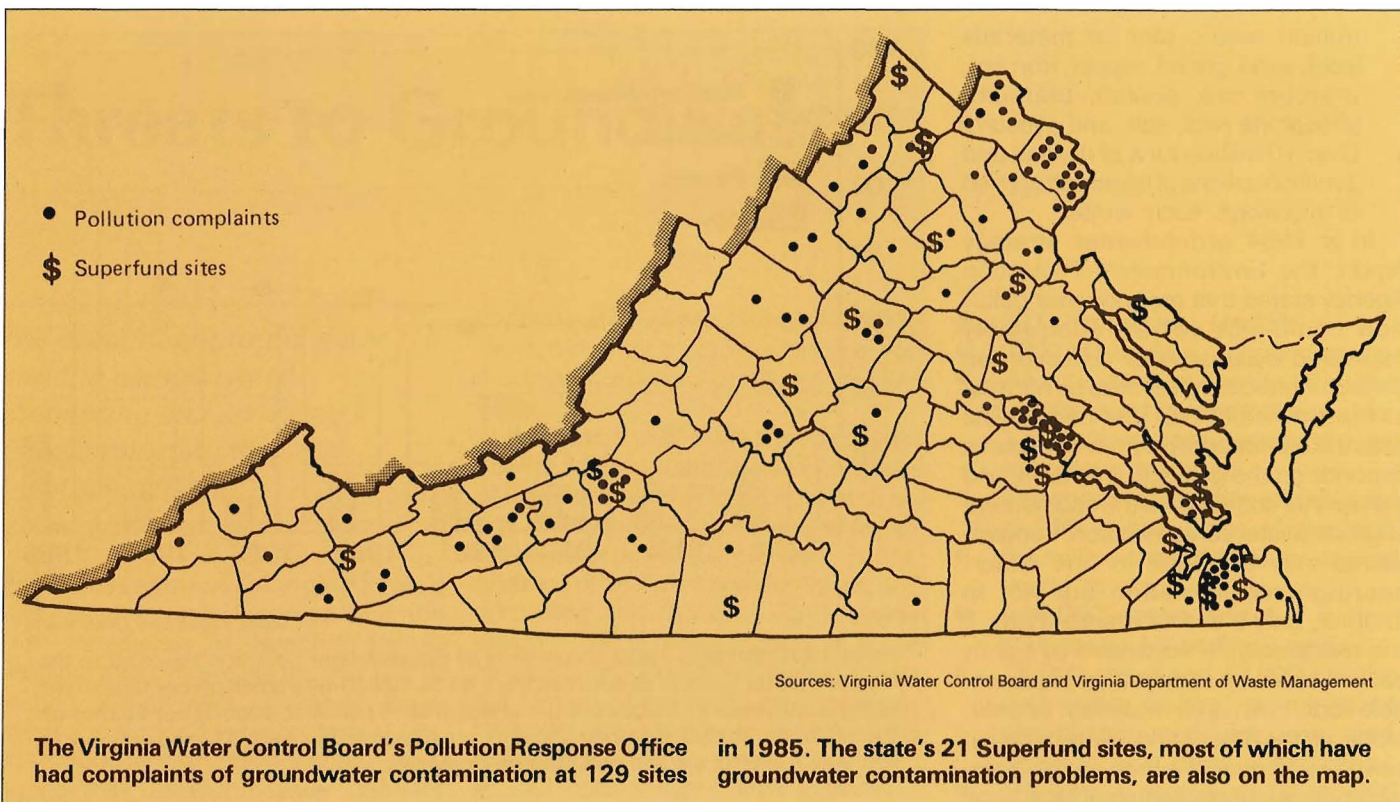 Pollution complaints
$ Superfund sites
Sources: Virginia Water Control Board and Virginia Department of Waste Management
The Virginia Water Control Board's Pollution Response Office
had complaints of groundwater contamination at 129 sites
in 1985. The state's 21 Superfund sites, most of which have
groundwater contamination problems, are also on the map.